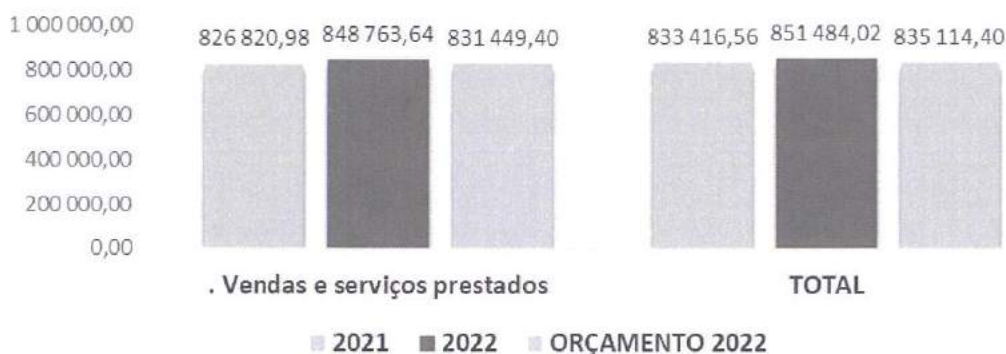 1 000 000,00
800 000,00
600 000,00
400 000,00
200 000,00
0,00
826 820,98 848 763,64 831 449,40
833 416,56 851 484,02 835 114,40
. Vendas e serviços prestados
TOTAL
2021 2022 ORÇAMENTO 2022